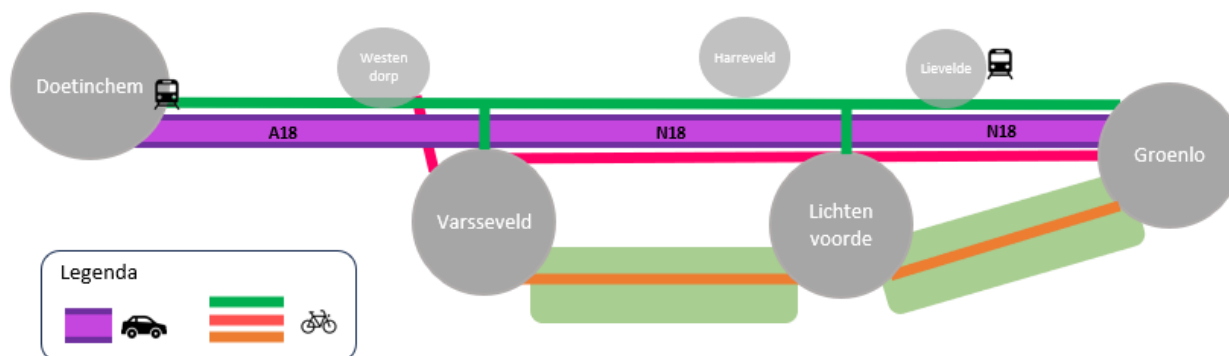 Doetinchem
Westen
dorp
Harreveld
Lievelde
A18
N18
N18
Groenlo
Varsseveld
Lichten
voorde
Legenda